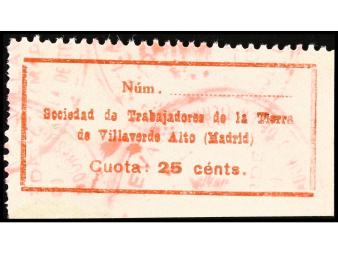 Núm. ........................
Sociedad de Trabajadores de la Tierra
de Villaverde Alto (Madrid)
Cuota: 25 cénts.